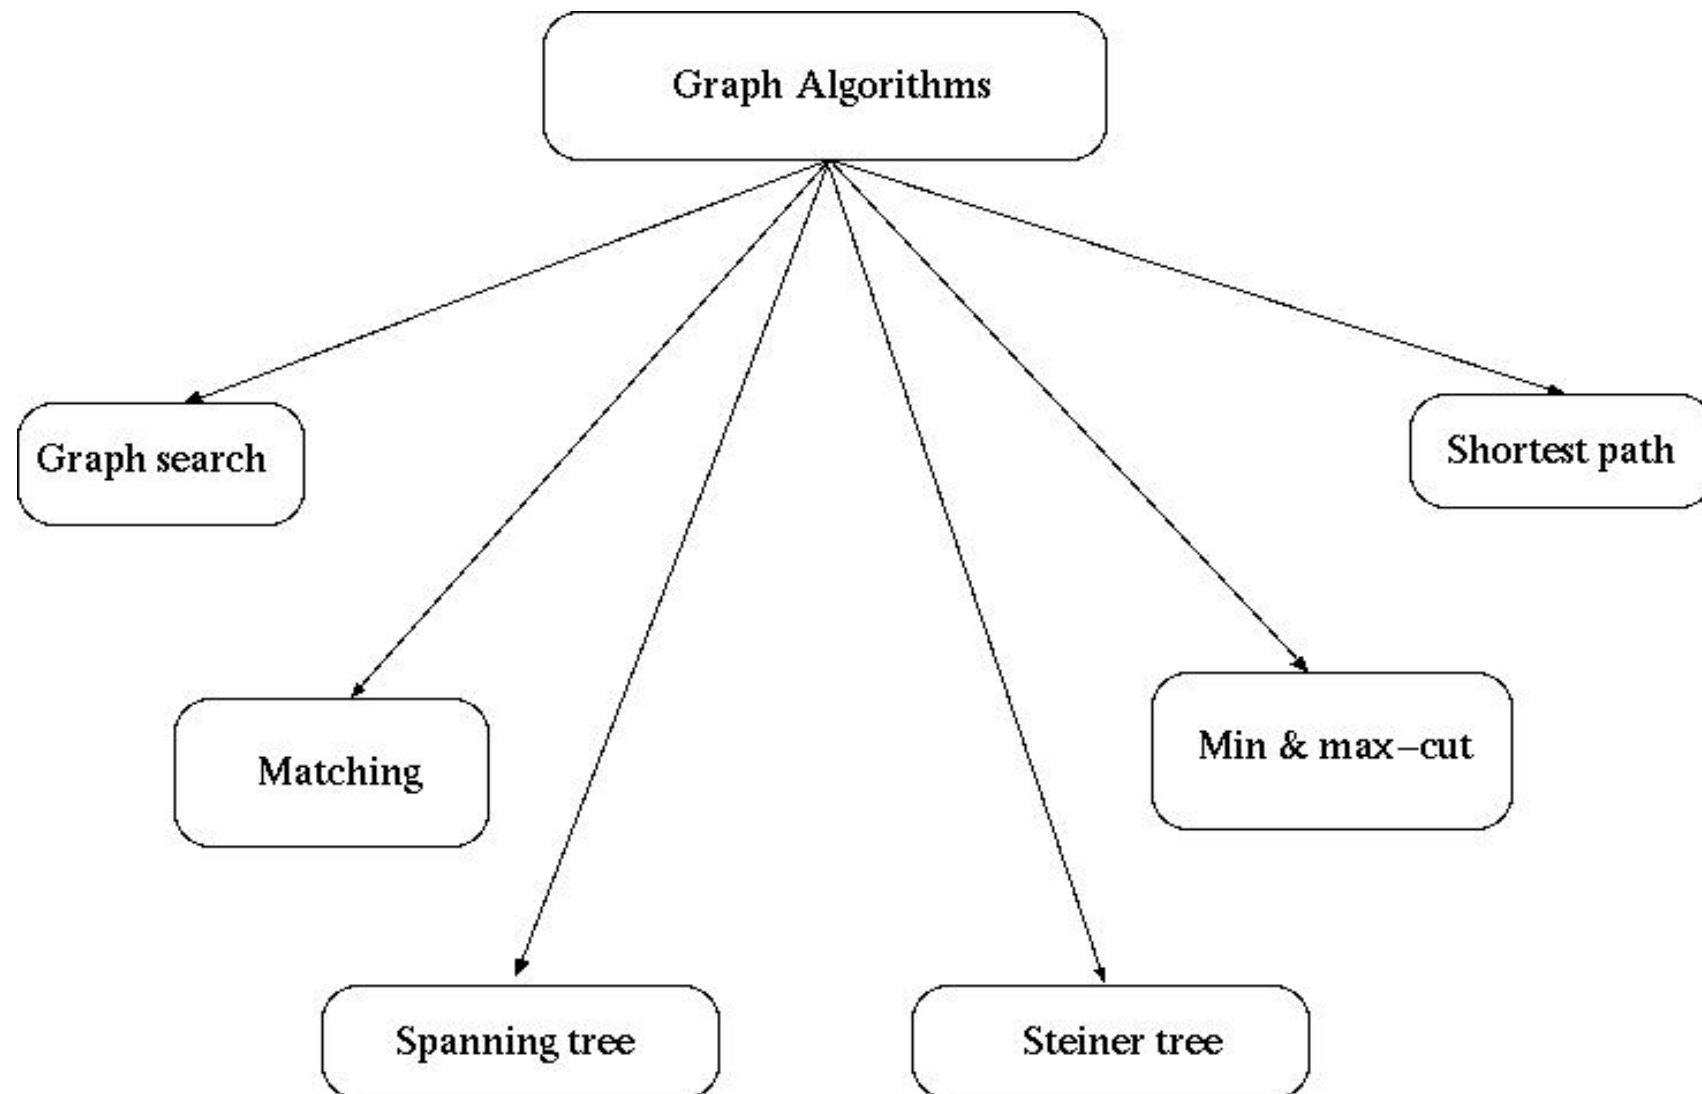 Graph Algorithms
Graph search
Shortest path
Matching
Min & max-cut
Spanning tree
Steiner tree